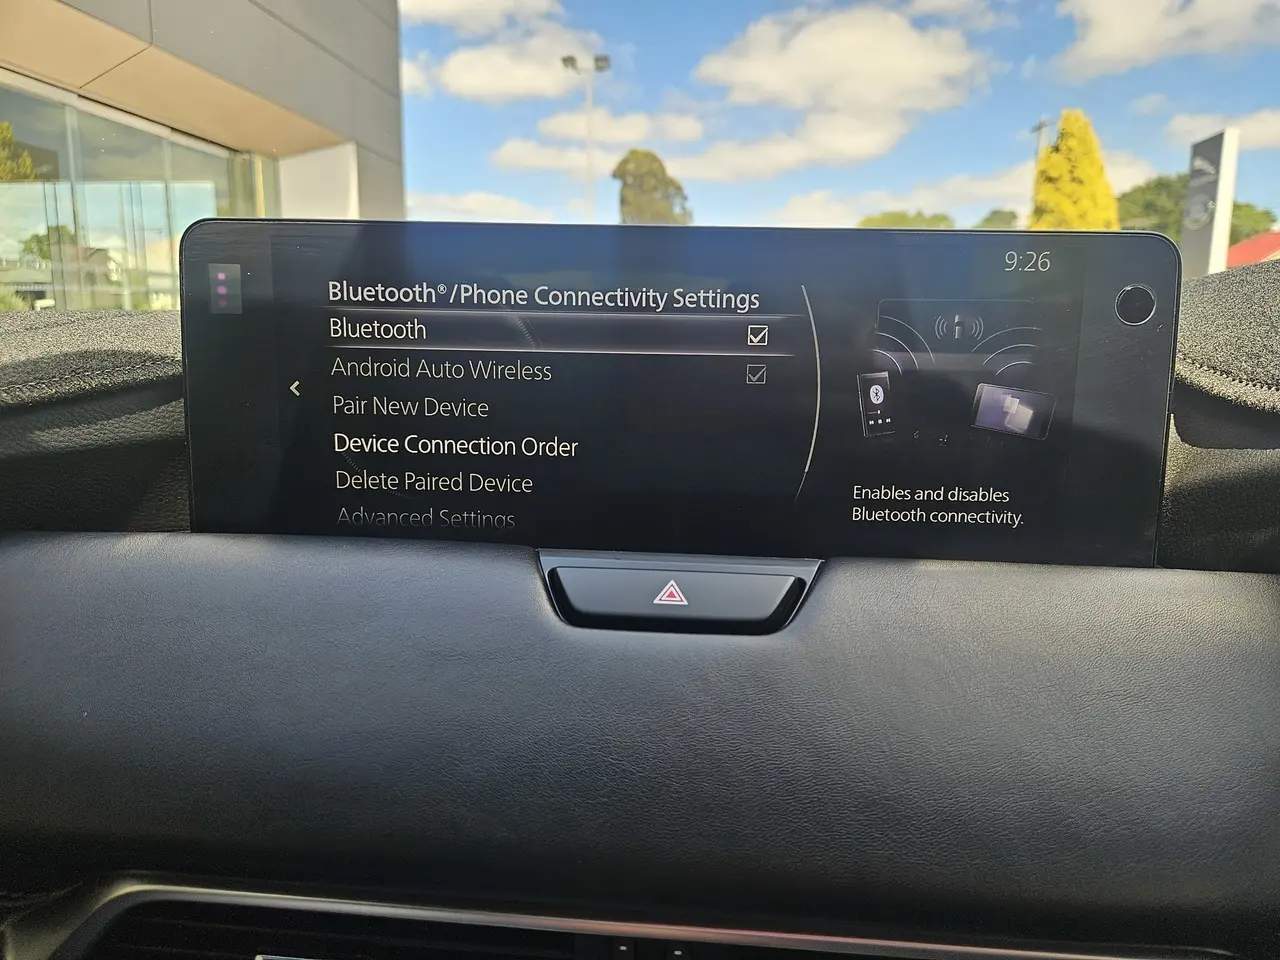 9:26
Bluetooth®/Phone Connectivity Settings
Bluetooth
Android Auto Wireless
Pair New Device
Device Connection Order
Delete Paired Device
Advanced Settings
Enables and disables
Bluetooth connectivity.